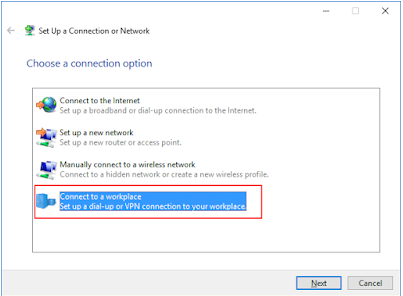 Set Up a Connection or Network
Choose a connection option
Connect to the Internet
Set up a broadband or dial-up connection to the Internet.
Set up a new network
Set up a new router or access point.
Manually connect to a wireless network
Connect to a hidden network or create a new wireless profile.
Connect to a workplace
Set up a dial-up or VPN connection to your workplace.
Next
Cancel